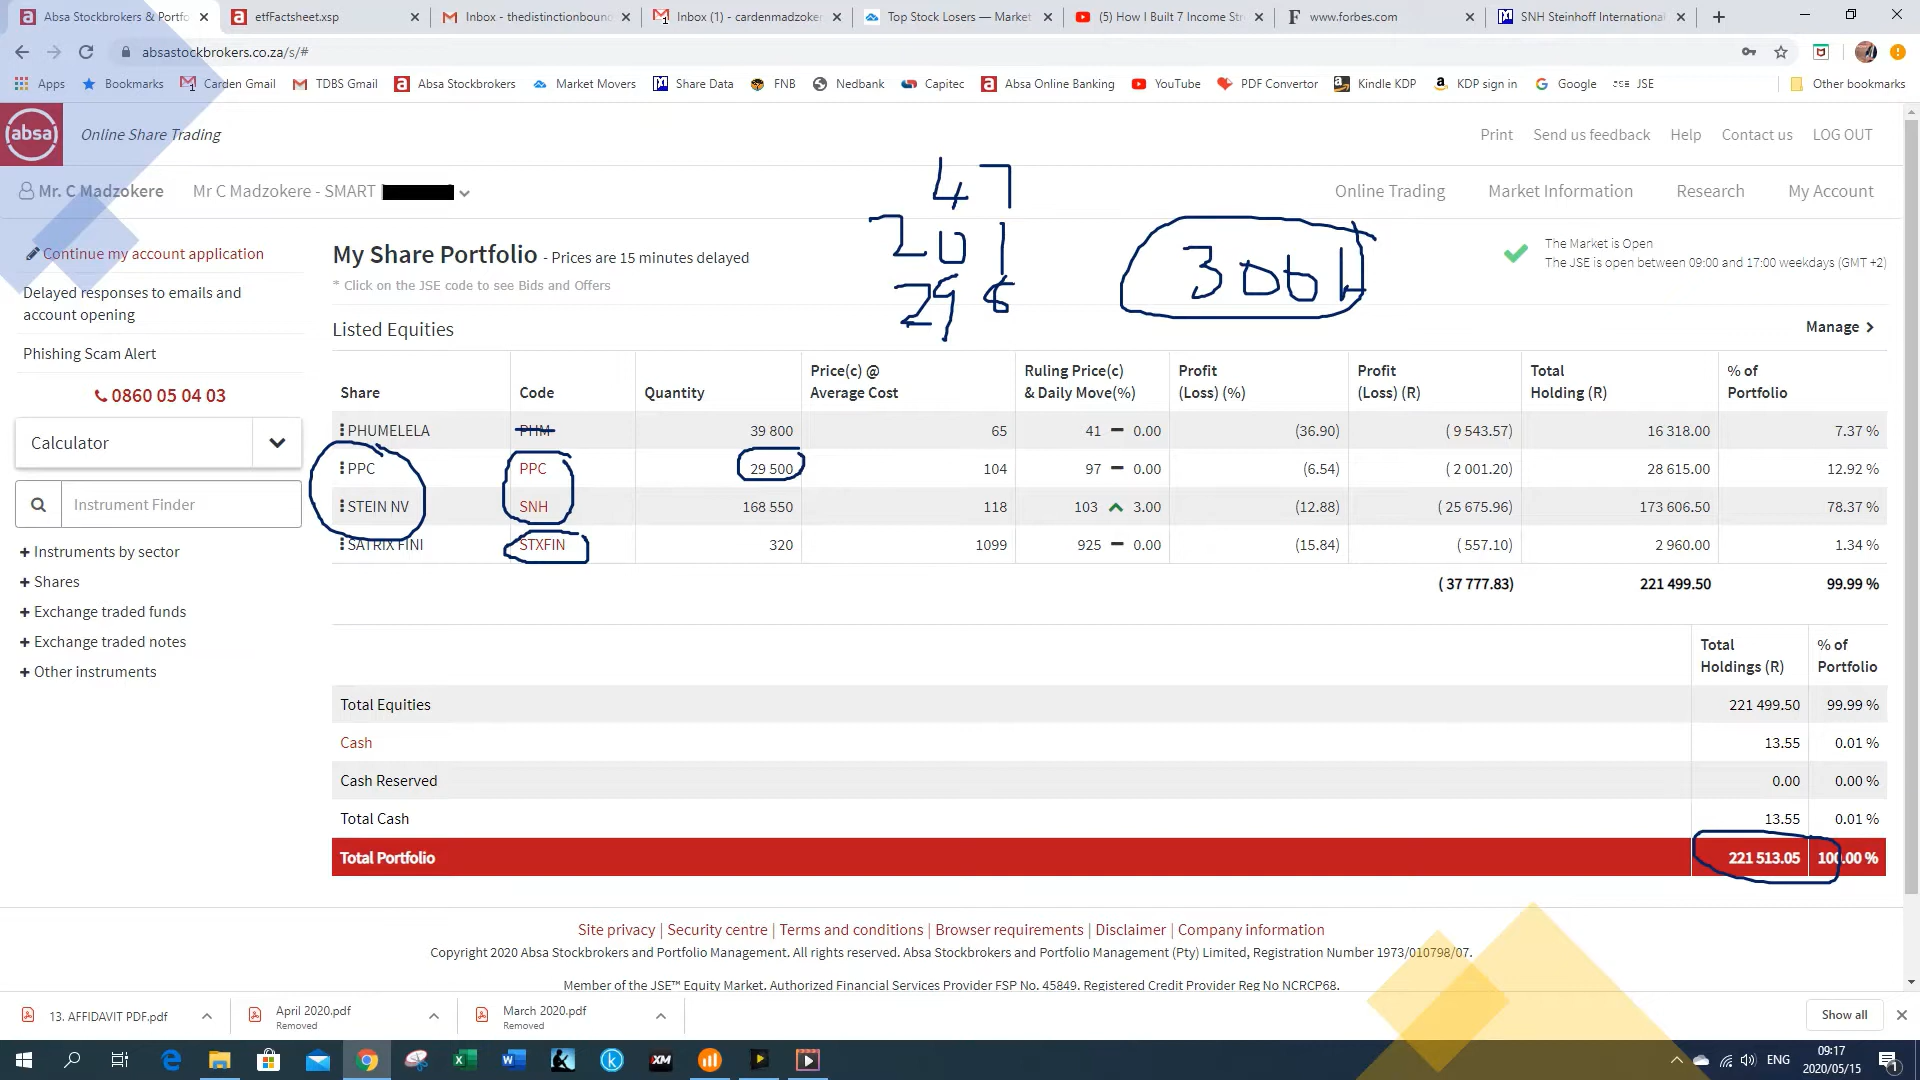 Absa Stockbrokers & Portfo
etfFactsheet.xsp
Inbox - thedistinctionboun
Inbox (1) - cardenmadzoker
Top Stock Losers — Market
(5) How I Built 7 Income Str
www.forbes.com
SNH Steinhoff International
absastockbrokers.co.za/s/#
Apps
Bookmarks
Carden Gmail
TDBS Gmail
Absa Stockbrokers
Market Movers
Share Data
FNB
Nedbank
Capitec
Absa Online Banking
YouTube
PDF Convertor
Kindle KDP
KDP sign in
Google
JSE
Other bookmarks
absa
Online Share Trading
Print
Send us feedback
Help
Contact us
LOG OUT
Mr. C Madzokere
Mr C Madzokere - SMART
Online Trading
Market Information
Research
My Account
47
201
298
Continue my account application
Delayed responses to emails and
account opening
Phishing Scam Alert
0860 05 04 03
Calculator
Instrument Finder
+ Instruments by sector
+ Shares
+ Exchange traded funds
+ Exchange traded notes
+ Other instruments
My Share Portfolio - Prices are 15 minutes delayed
* Click on the JSE code to see Bids and Offers
The Market is Open
The JSE is open between 09:00 and 17:00 weekdays (GMT +2)
Listed Equities
Manage
Share Code Quantity Price(c) @ Average Cost Ruling Price(c) & Daily Move(%) Profit (Loss) (%) Profit (Loss) (R) Total Holding (R) % of Portfolio
PHUMELELA PHM 39 800 65 41 0.00 (36.90) ( 9 543.57) 16 318.00 7.37 %
PPC PPC 29 500 104 97 0.00 (6.54) ( 2 001.20) 28 615.00 12.92 %
STEIN NV SNH 168 550 118 103 3.00 (12.88) ( 25 675.96) 173 606.50 78.37 %
SATRIX FINI STXFIN 320 1099 925 0.00 (15.84) ( 557.10) 2 960.00 1.34 %
( 37 777.83) 221 499.50 99.99 %
Total Holdings (R) % of Portfolio
Total Equities 221 499.50 99.99 %
Cash 13.55 0.01 %
Cash Reserved 0.00 0.00 %
Total Cash 13.55 0.01 %
Total Portfolio 221 513.05 100.00 %
Site privacy | Security centre | Terms and conditions | Browser requirements | Disclaimer | Company information
Copyright 2020 Absa Stockbrokers and Portfolio Management. All rights reserved. Absa Stockbrokers and Portfolio Management (Pty) Limited, Registration Number 1973/010798/07.
Member of the JSE™ Equity Market. Authorized Financial Services Provider FSP No. 45849. Registered Credit Provider Reg No NCRCP68.
13. AFFIDAVIT PDF.pdf
April 2020.pdf
Removed
March 2020.pdf
Removed
Show all
XM
ENG
09:17
2020/05/15
1